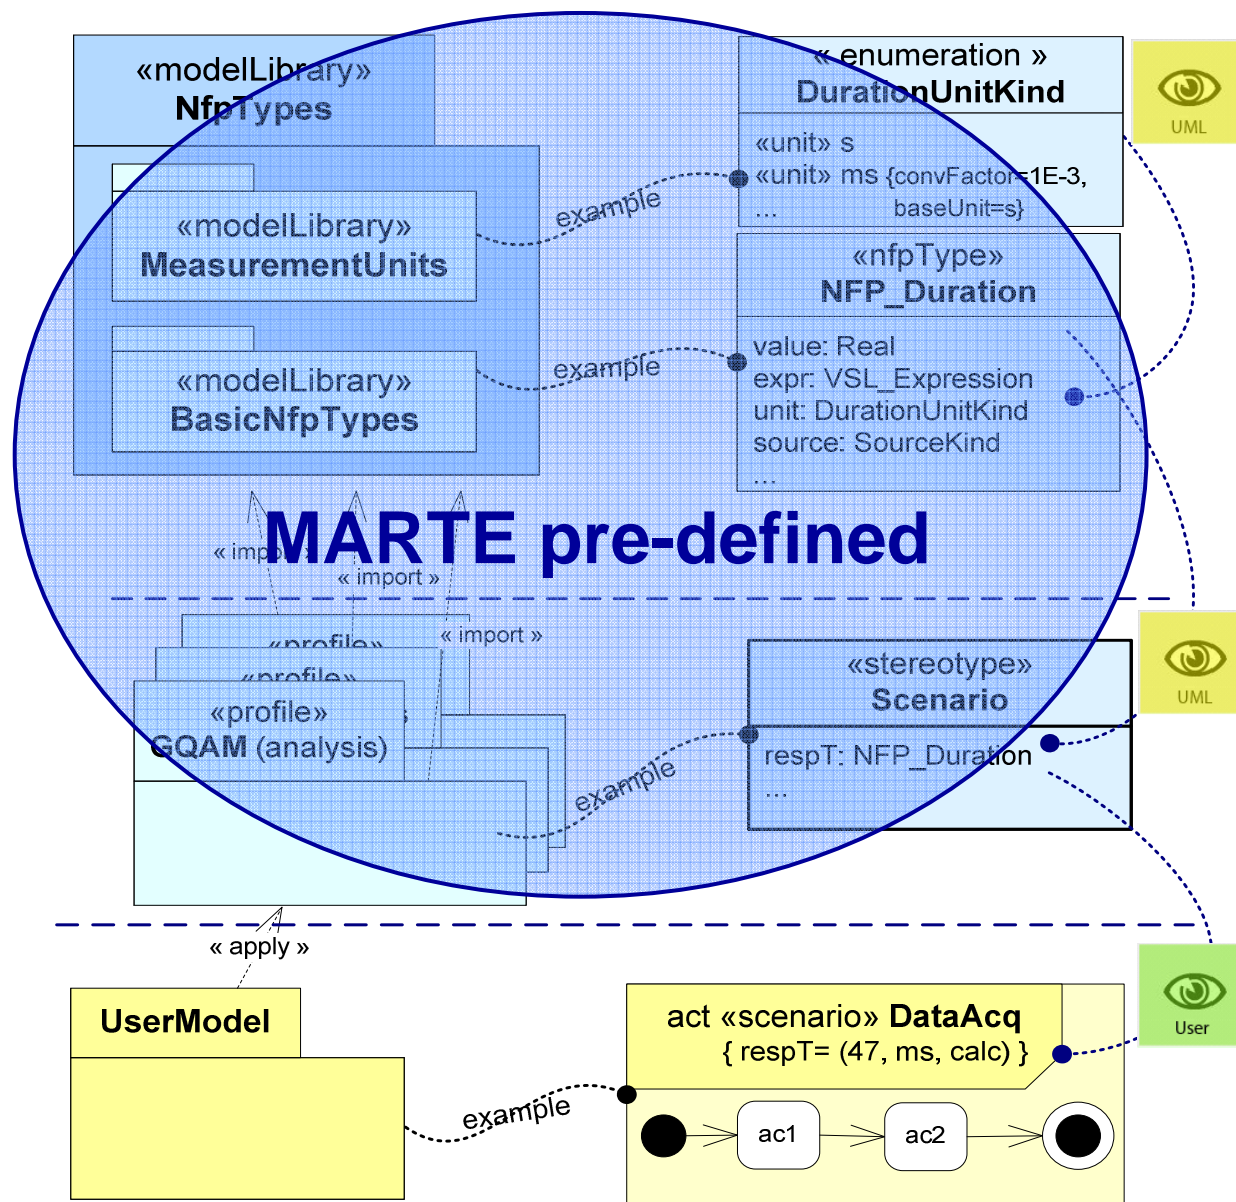 «modelLibrary»
NfpTypes
«modelLibrary»
MeasurementUnits
«modelLibrary»
BasicNfpTypes
example
example
« enumeration »
DurationUnitKind
«unit» s
«unit» ms {convFactor=1E-3,
... baseUnit=s}
«nfpType»
NFP_Duration
value: Real
expr: VSL_Expression
unit: DurationUnitKind
source: SourceKind
...
UML
MARTE pre-defined
« import »
« import »
« import »
«profile»
«profile»
«profile»
GQAM (analysis)
example
«stereotype»
Scenario
respT: NFP_Duration
...
UML
« apply »
UserModel
example
act «scenario» DataAcq
{ respT= (47, ms, calc) }
ac1
ac2
User